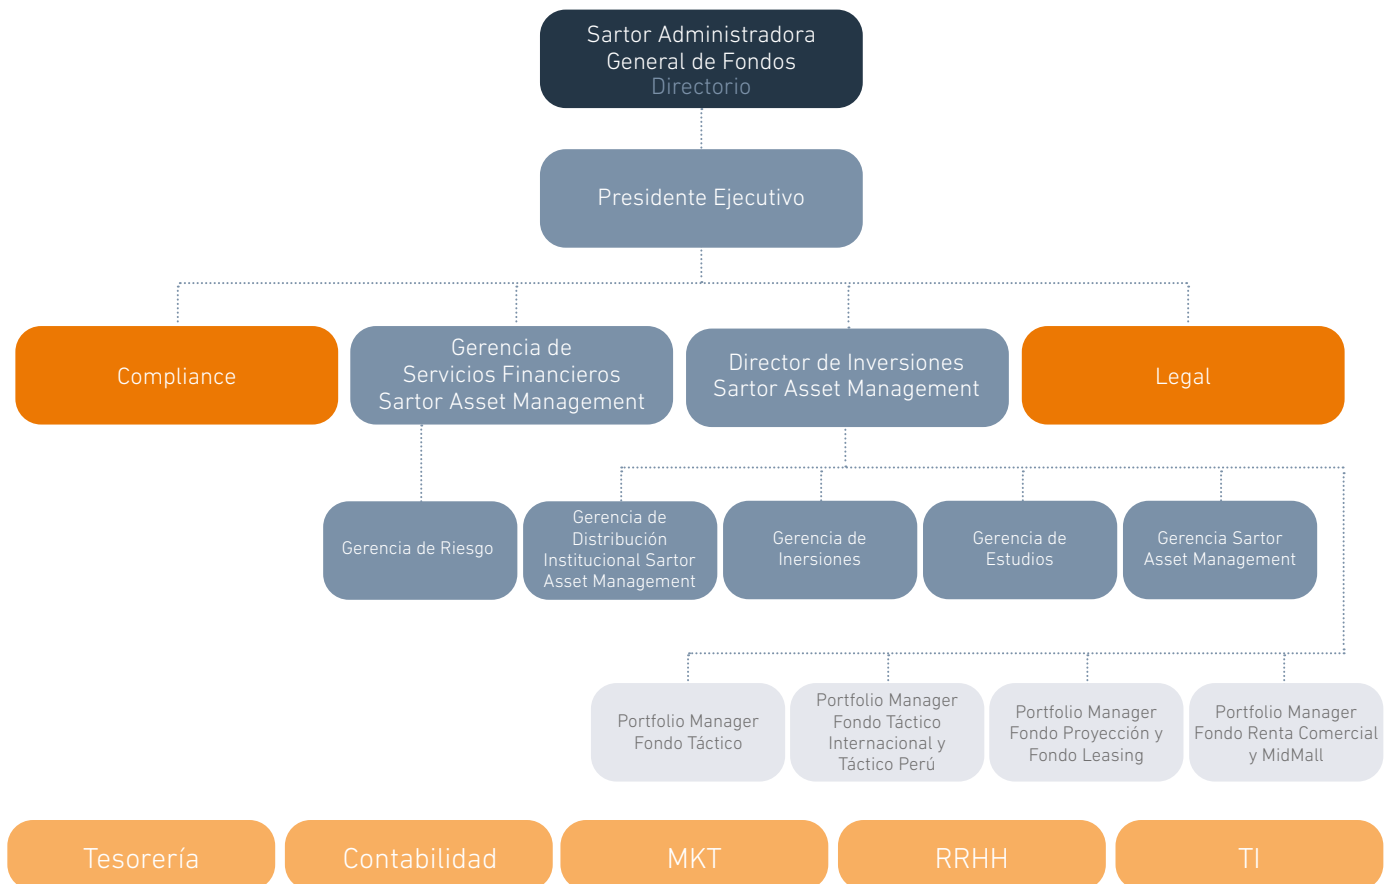 Sartor Administradora
General de Fondos
Directorio
Presidente Ejecutivo
Compliance
Gerencia de
Servicios Financieros
Sartor Asset Management
Director de Inversiones
Sartor Asset Management
Legal
Gerencia de Riesgo
Gerencia de
Distribución
Institucional Sartor
Asset Management
Gerencia de
Inersiones
Gerencia de
Estudios
Gerencia Sartor
Asset Management
Portfolio Manager
Fondo Táctico
Portfolio Manager
Fondo Táctico
Internacional y
Táctico Perú
Portfolio Manager
Fondo Proyección y
Fondo Leasing
Portfolio Manager
Fondo Renta Comercial
y MidMall
Tesorería
Contabilidad
MKT
RRHH
TI